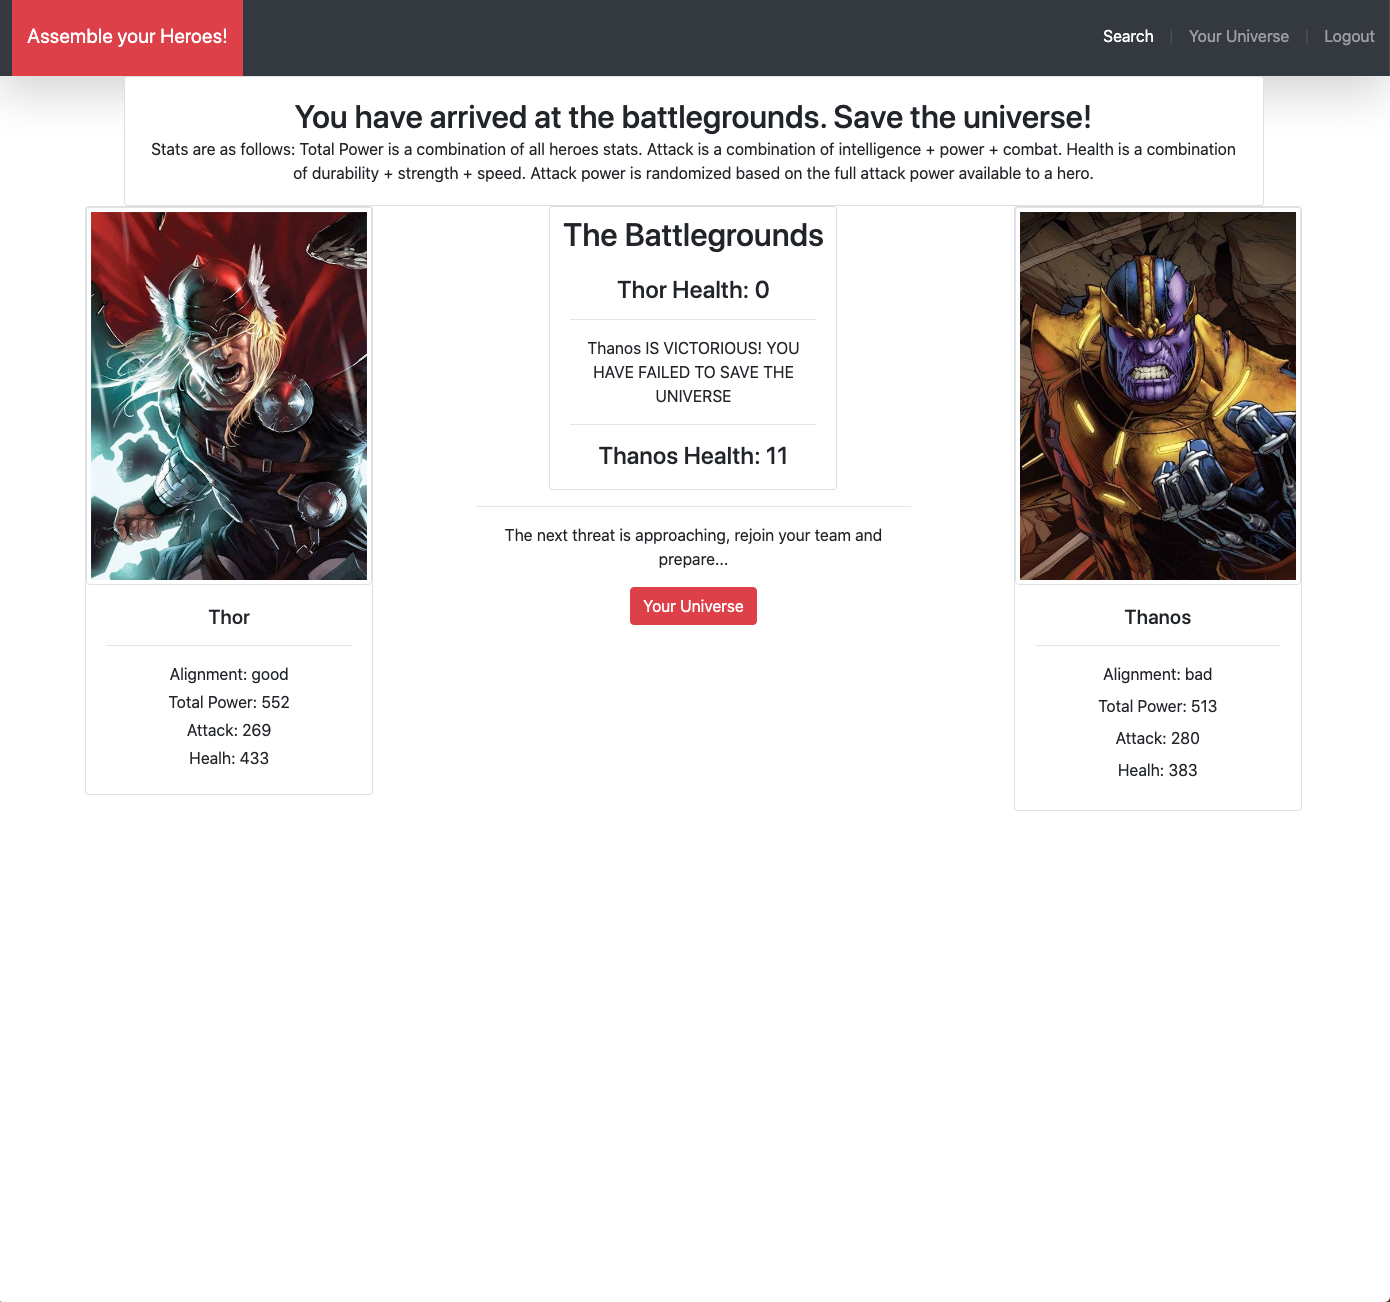 Assemble your Heroes!
Search | Your Universe | Logout
You have arrived at the battlegrounds. Save the universe!
Stats are as follows: Total Power is a combination of all heroes stats. Attack is a combination of intelligence + power + combat. Health is a combination
of durability + strength + speed. Attack power is randomized based on the full attack power available to a hero.
The Battlegrounds
Thor Health: 0
Thanos IS VICTORIOUS! YOU
HAVE FAILED TO SAVE THE
UNIVERSE
Thanos Health: 11
The next threat is approaching, rejoin your team and
prepare...
Your Universe
Thor
Alignment: good
Total Power: 552
Attack: 269
Healh: 433
Thanos
Alignment: bad
Total Power: 513
Attack: 280
Healh: 383